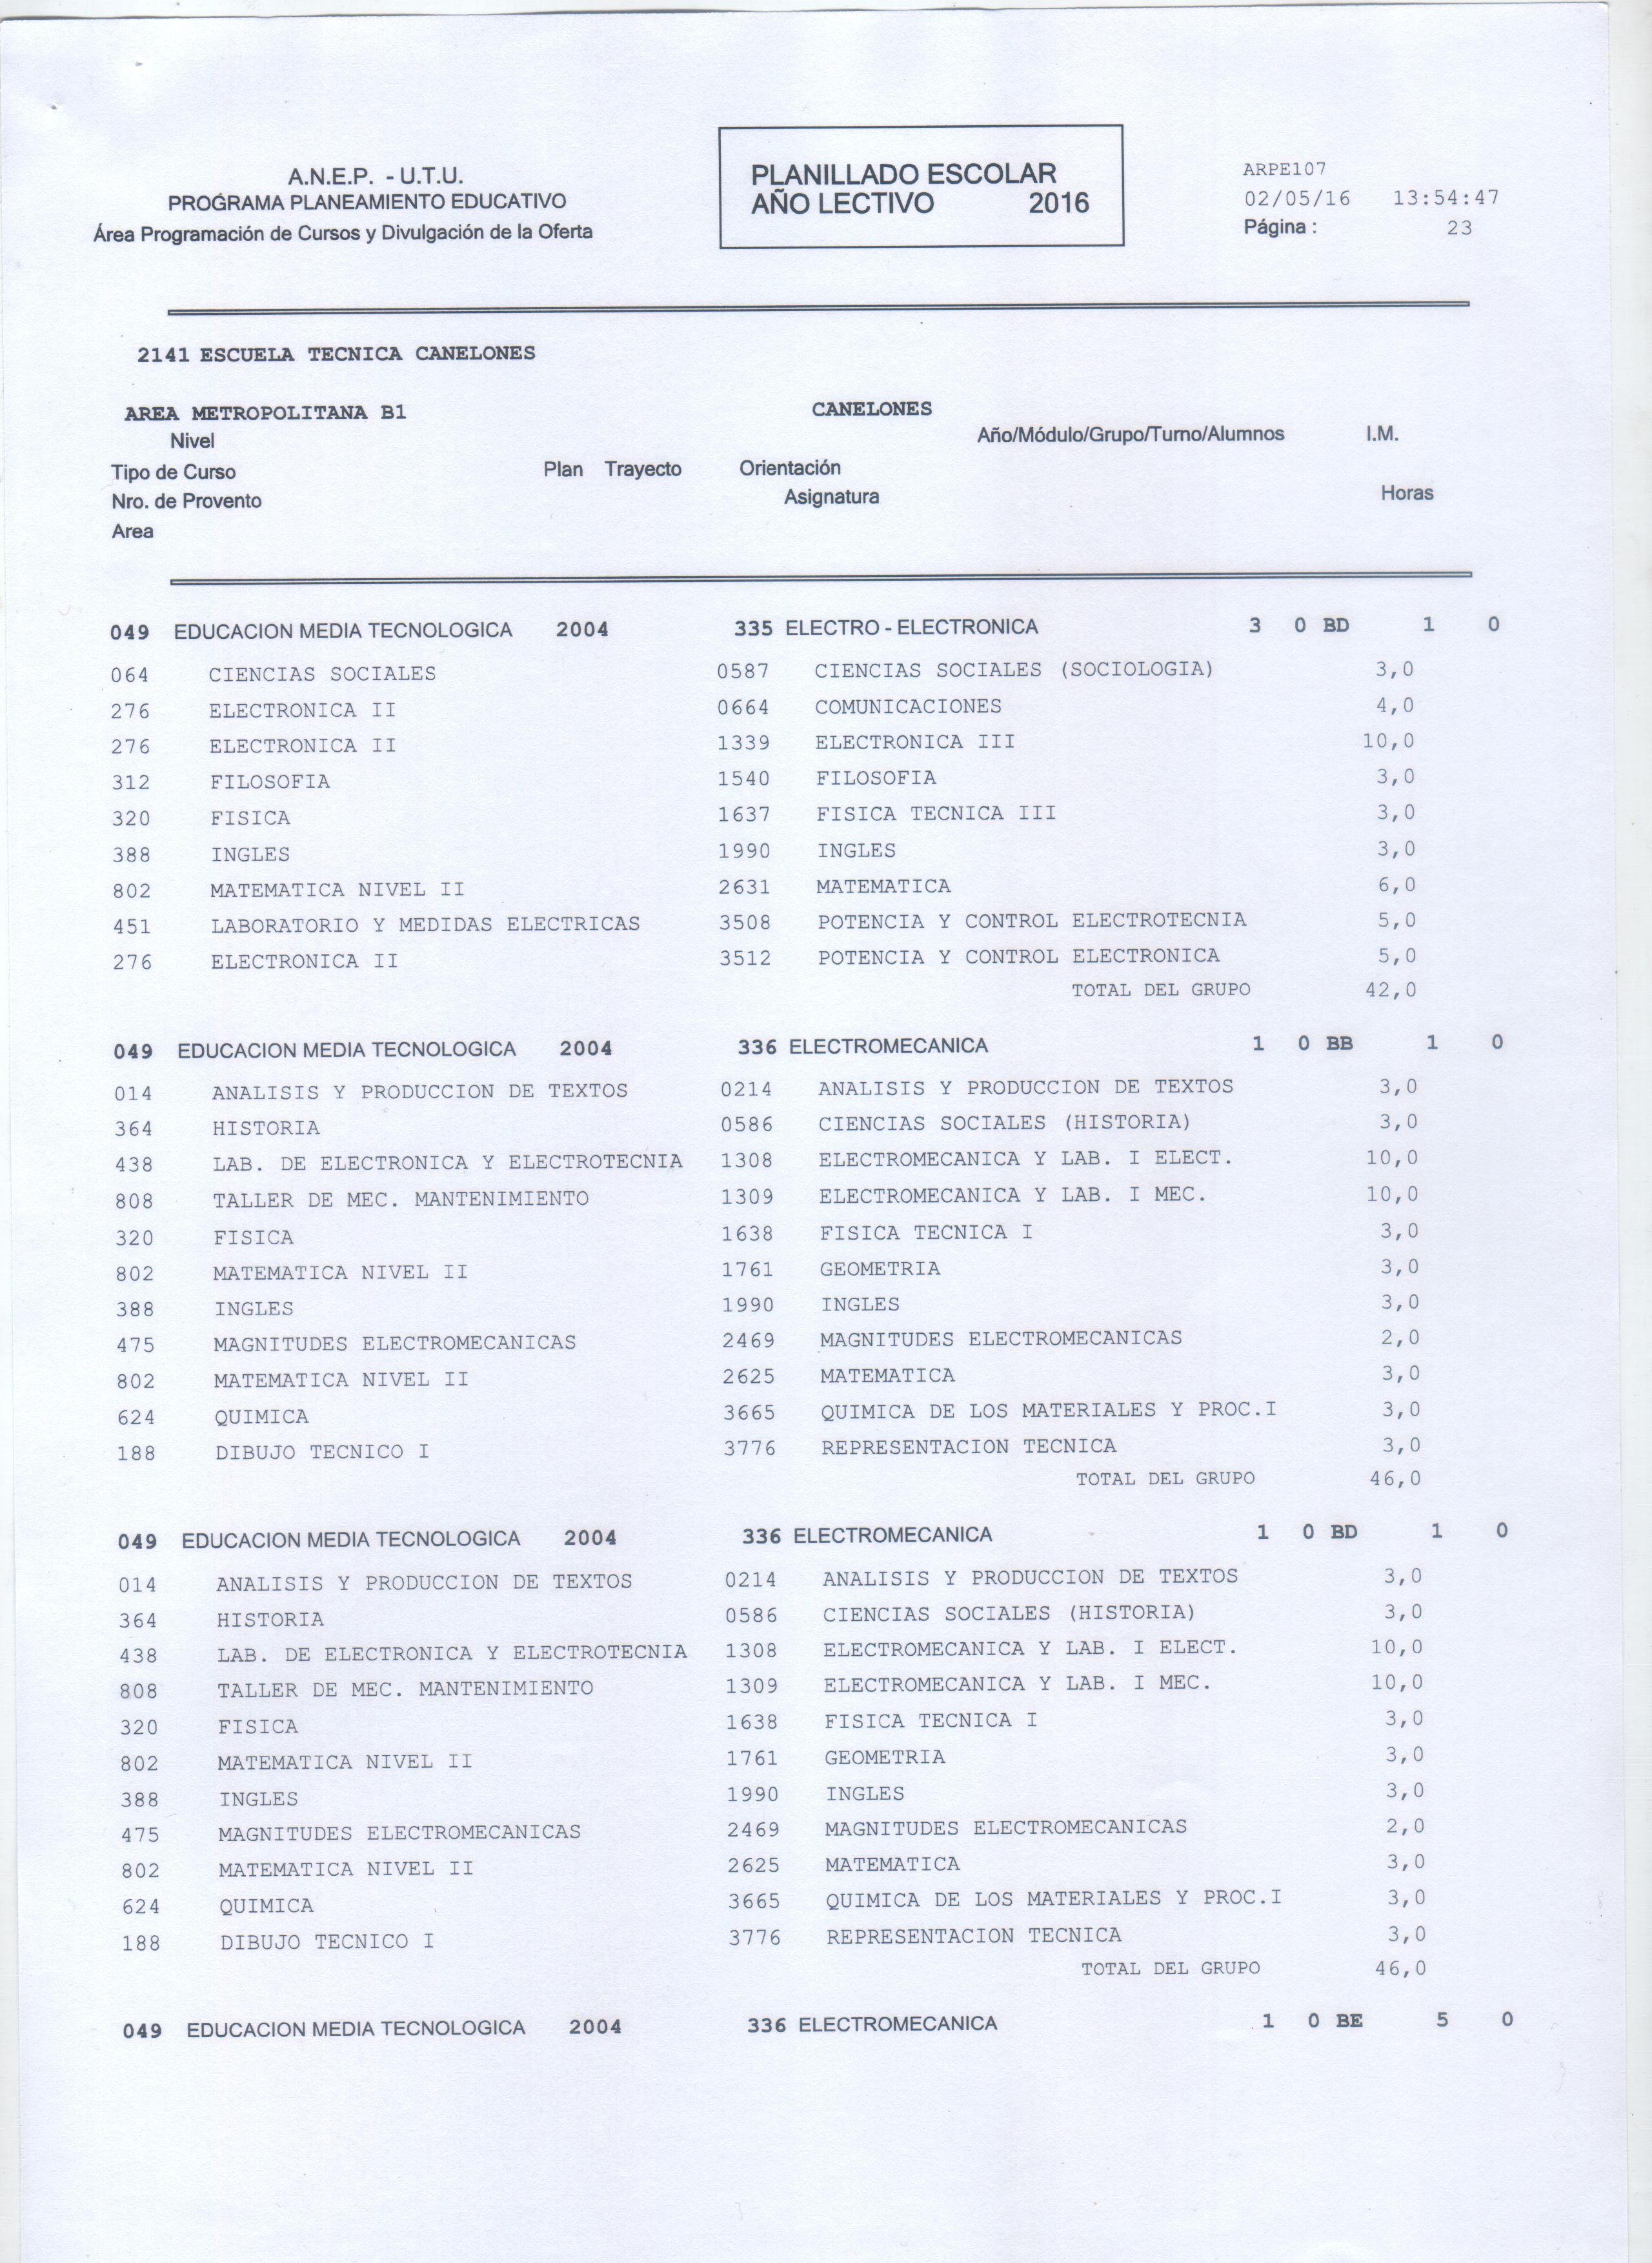 A.N.E.P. - U.T.U.
PROGRAMA PLANEAMIENTO EDUCATIVO
Área Programación de Cursos y Divulgación de la Oferta
PLANILLADO ESCOLAR
AÑO LECTIVO 2016
ARPE107
02/05/16 13:54:47
Página : 23
2141 ESCUELA TECNICA CANELONES
AREA METROPOLITANA B1 CANELONES
Nivel Año/Módulo/Grupo/Turno/Alumnos I.M.
Tipo de Curso Plan Trayecto Orientación
Nro. de Provento Asignatura Horas
Area
049 EDUCACION MEDIA TECNOLOGICA 2004 335 ELECTRO - ELECTRÓNICA 3 0 BD 1 0
064 CIENCIAS SOCIALES 0587 CIENCIAS SOCIALES (SOCIOLOGIA) 3,0
276 ELECTRONICA II 0664 COMUNICACIONES 4,0
276 ELECTRONICA II 1339 ELECTRONICA III 10,0
312 FILOSOFIA 1540 FILOSOFIA 3,0
320 FISICA 1637 FISICA TECNICA III 3,0
388 INGLES 1990 INGLES 3,0
802 MATEMATICA NIVEL II 2631 MATEMATICA 6,0
451 LABORATORIO Y MEDIDAS ELECTRICAS 3508 POTENCIA Y CONTROL ELECTROTECNIA 5,0
276 ELECTRONICA II 3512 POTENCIA Y CONTROL ELECTRONICA 5,0
TOTAL DEL GRUPO 42,0
049 EDUCACION MEDIA TECNOLOGICA 2004 336 ELECTROMECANICA 1 0 BB 1 0
014 ANALISIS Y PRODUCCION DE TEXTOS 0214 ANALISIS Y PRODUCCION DE TEXTOS 3,0
364 HISTORIA 0586 CIENCIAS SOCIALES (HISTORIA) 3,0
438 LAB. DE ELECTRONICA Y ELECTROTECNIA 1308 ELECTROMECANICA Y LAB. I ELECT. 10,0
808 TALLER DE MEC. MANTENIMIENTO 1309 ELECTROMECANICA Y LAB. I MEC. 10,0
320 FISICA 1638 FISICA TECNICA I 3,0
802 MATEMATICA NIVEL II 1761 GEOMETRIA 3,0
388 INGLES 1990 INGLES 3,0
475 MAGNITUDES ELECTROMECANICAS 2469 MAGNITUDES ELECTROMECANICAS 2,0
802 MATEMATICA NIVEL II 2625 MATEMATICA 3,0
624 QUIMICA 3665 QUIMICA DE LOS MATERIALES Y PROC.I 3,0
188 DIBUJO TECNICO I 3776 REPRESENTACION TECNICA 3,0
TOTAL DEL GRUPO 46,0
049 EDUCACION MEDIA TECNOLOGICA 2004 336 ELECTROMECANICA 1 0 BD 1 0
014 ANALISIS Y PRODUCCION DE TEXTOS 0214 ANALISIS Y PRODUCCION DE TEXTOS 3,0
364 HISTORIA 0586 CIENCIAS SOCIALES (HISTORIA) 3,0
438 LAB. DE ELECTRONICA Y ELECTROTECNIA 1308 ELECTROMECANICA Y LAB. I ELECT. 10,0
808 TALLER DE MEC. MANTENIMIENTO 1309 ELECTROMECANICA Y LAB. I MEC. 10,0
320 FISICA 1638 FISICA TECNICA I 3,0
802 MATEMATICA NIVEL II 1761 GEOMETRIA 3,0
388 INGLES 1990 INGLES 3,0
475 MAGNITUDES ELECTROMECANICAS 2469 MAGNITUDES ELECTROMECANICAS 2,0
802 MATEMATICA NIVEL II 2625 MATEMATICA 3,0
624 QUIMICA 3665 QUIMICA DE LOS MATERIALES Y PROC.I 3,0
188 DIBUJO TECNICO I 3776 REPRESENTACION TECNICA 3,0
TOTAL DEL GRUPO 46,0
049 EDUCACION MEDIA TECNOLOGICA 2004 336 ELECTROMECANICA 1 0 BE 5 0